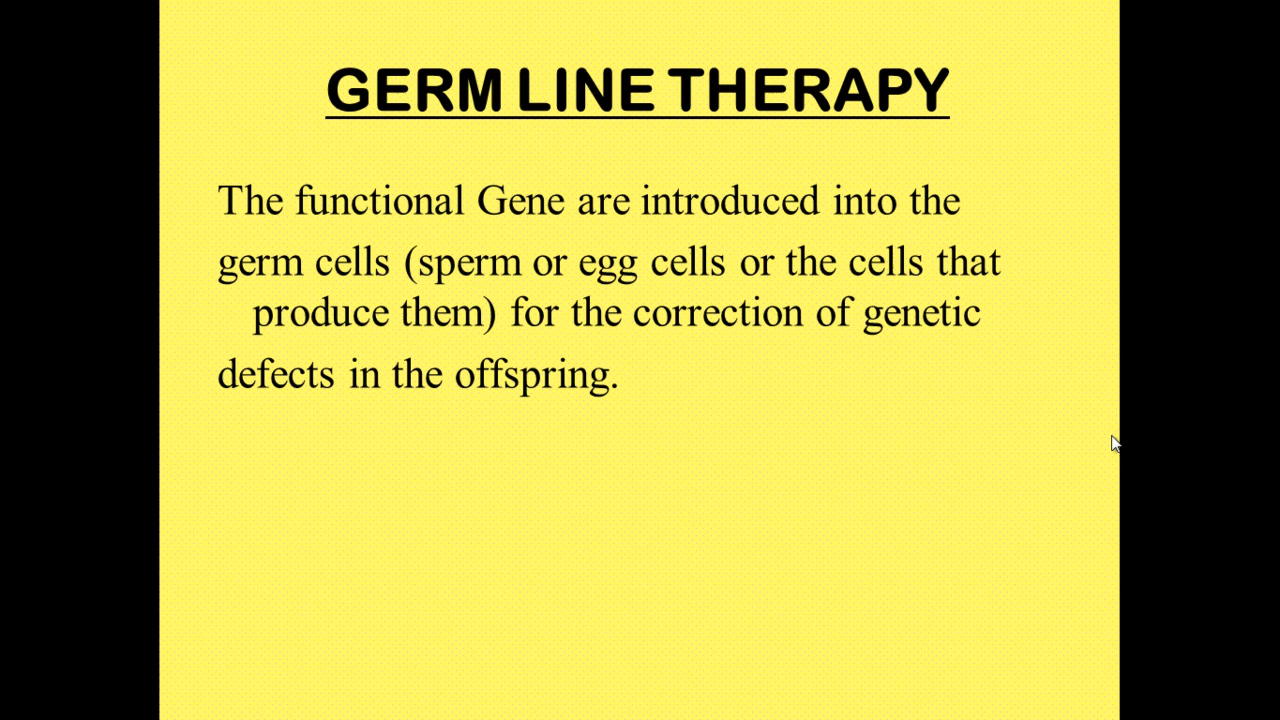 GERM LINE THERAPY
The functional Gene are introduced into the
germ cells (sperm or egg cells or the cells that
produce them) for the correction of genetic
defects in the offspring.